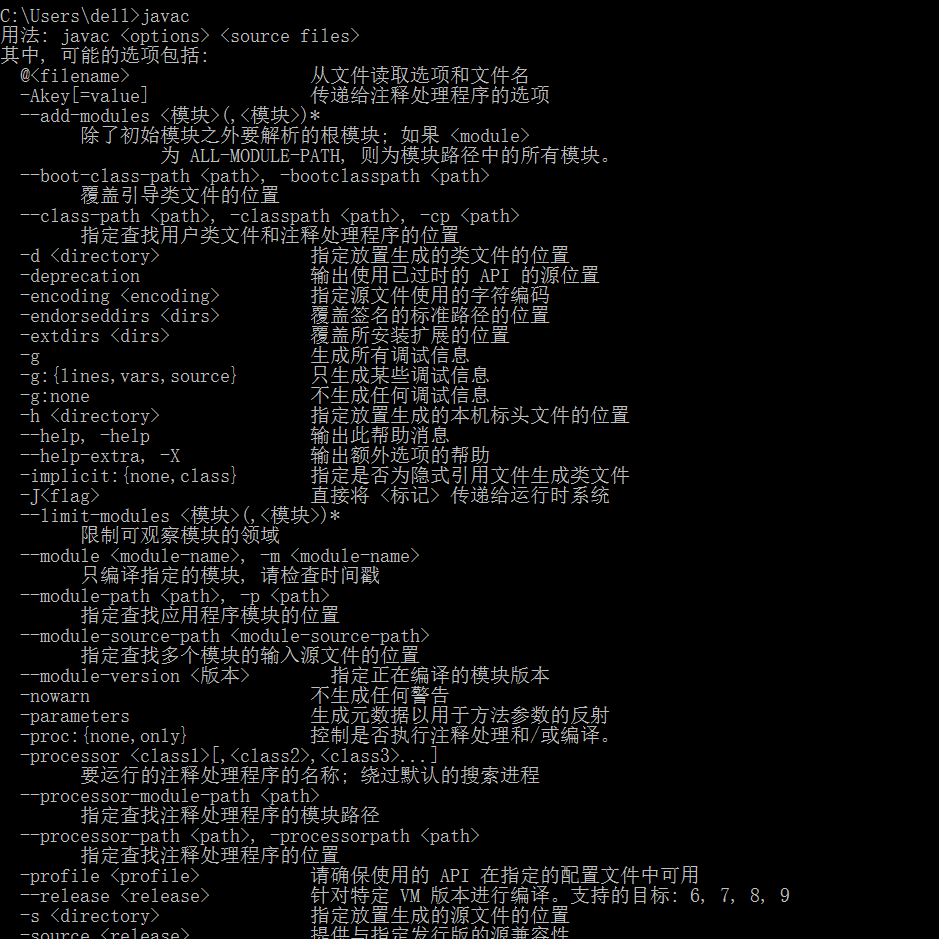 C:\Users\dell>javac
用法: javac <options> <source files>
其中, 可能的选项包括:
@<filename> 从文件读取选项和文件名
-Akey[=value] 传递给注释处理程序的选项
--add-modules <模块>(,<模块>)*
除了初始模块之外要解析的根模块; 如果 <module>
为 ALL-MODULE-PATH, 则为模块路径中的所有模块。
--boot-class-path <path>, -bootclasspath <path>
覆盖引导类文件的位置
--class-path <path>, -classpath <path>, -cp <path>
指定查找用户类文件和注释处理程序的位置
-d <directory> 指定放置生成的类文件的位置
-deprecation 输出使用已过时的 API 的源位置
-encoding <encoding> 指定源文件使用的字符编码
-endorseddirs <dirs> 覆盖签名的标准路径的位置
-extdirs <dirs> 覆盖所安装扩展的位置
-g 生成所有调试信息
-g:{lines,vars,source} 只生成某些调试信息
-g:none 不生成任何调试信息
-h <directory> 指定放置生成的本机标头文件的位置
--help, -help 输出此帮助消息
--help-extra, -X 输出额外选项的帮助
-implicit:{none,class} 指定是否为隐式引用文件生成类文件
-J<flag> 直接将 <标记> 传递给运行时系统
--limit-modules <模块>(,<模块>)*
限制可观察模块的领域
--module <module-name>, -m <module-name>
只编译指定的模块, 请检查时间戳
--module-path <path>, -p <path>
指定查找应用程序模块的位置
--module-source-path <module-source-path>
指定查找多个模块的输入源文件的位置
--module-version <版本> 指定正在编译的模块版本
-nowarn 不生成任何警告
-parameters 生成元数据以用于方法参数的反射
-proc:{none,only} 控制是否执行注释处理和/或编译。
-processor <class1>[,<class2>,<class3>...]
要运行的注释处理程序的名称; 绕过默认的搜索进程
--processor-module-path <path>
指定查找注释处理程序的模块路径
--processor-path <path>, -processorpath <path>
指定查找注释处理程序的位置
-profile <profile> 请确保使用的 API 在指定的配置文件中可用
--release <release> 针对特定 VM 版本进行编译。支持的目标: 6, 7, 8, 9
-s <directory> 指定放置生成的源文件的位置
-source <release> 提供与指定发行版的源兼容性